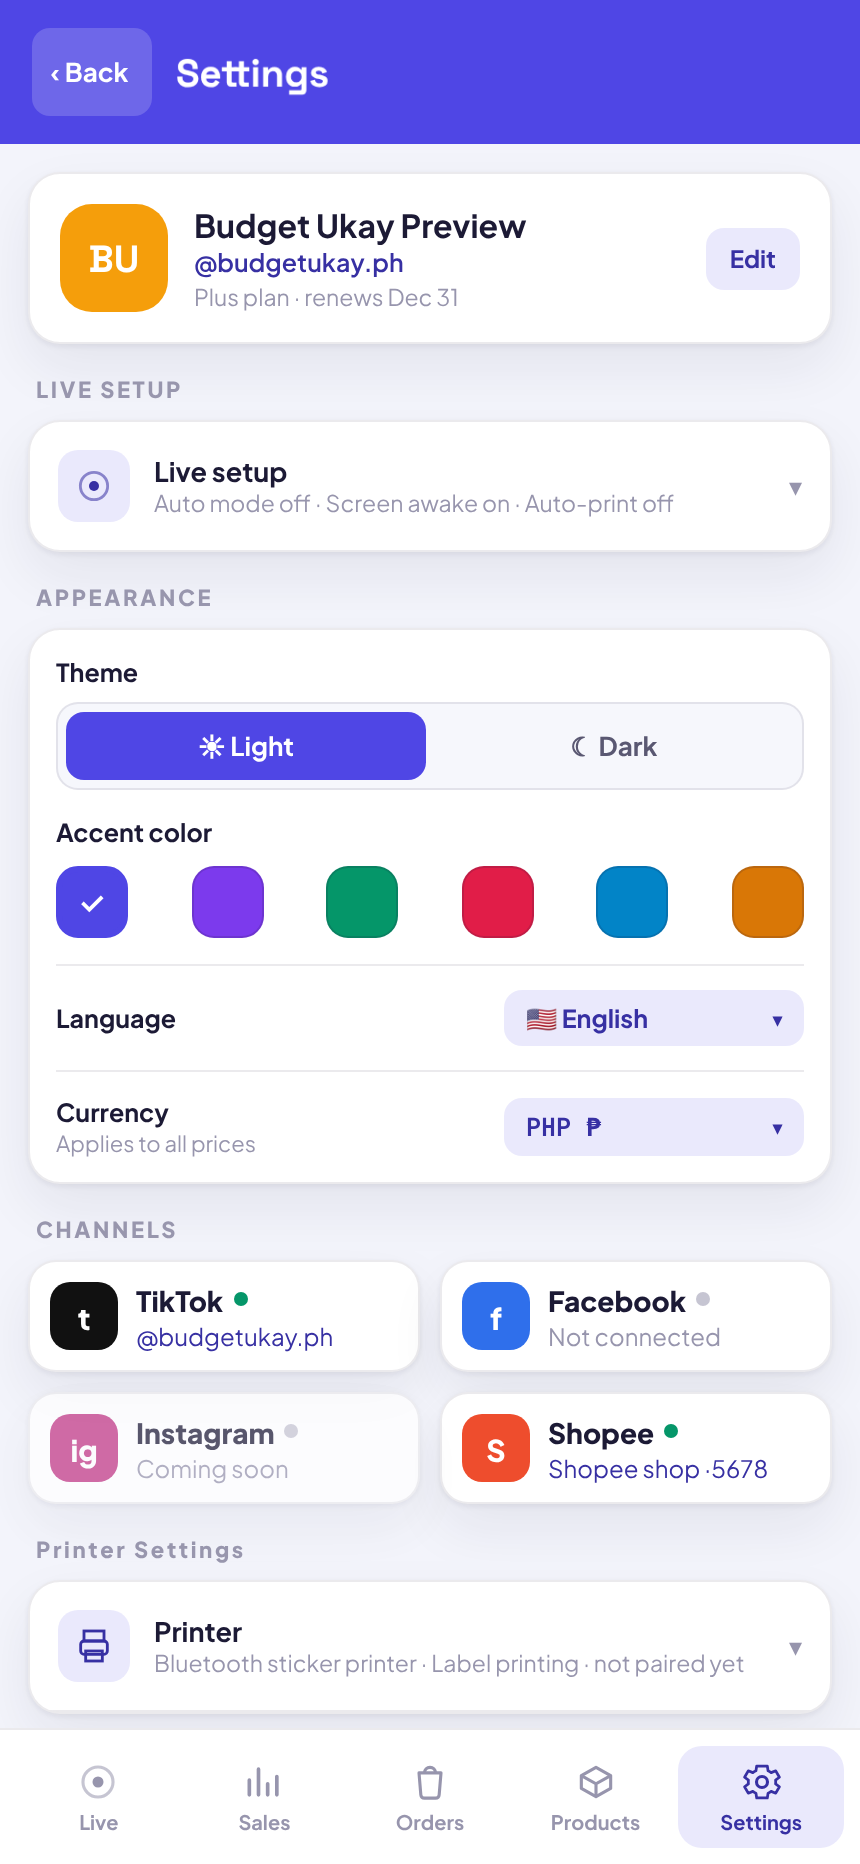 ‹ Back
Settings
BU
Budget Ukay Preview
@budgetukay.ph
Plus plan · renews Dec 31
Edit
LIVE SETUP
Live setup
Auto mode off · Screen awake on · Auto-print off
▼
APPEARANCE
Theme
☀ Light
☾ Dark
Accent color
✓
Language
🇺🇸 English ▼
Currency
Applies to all prices
PHP ₱ ▼
CHANNELS
t
TikTok
@budgetukay.ph
f
Facebook
Not connected
ig
Instagram
Coming soon
S
Shopee
Shopee shop ·5678
Printer Settings
Printer
Bluetooth sticker printer · Label printing · not paired yet
▼
Live
Sales
Orders
Products
Settings